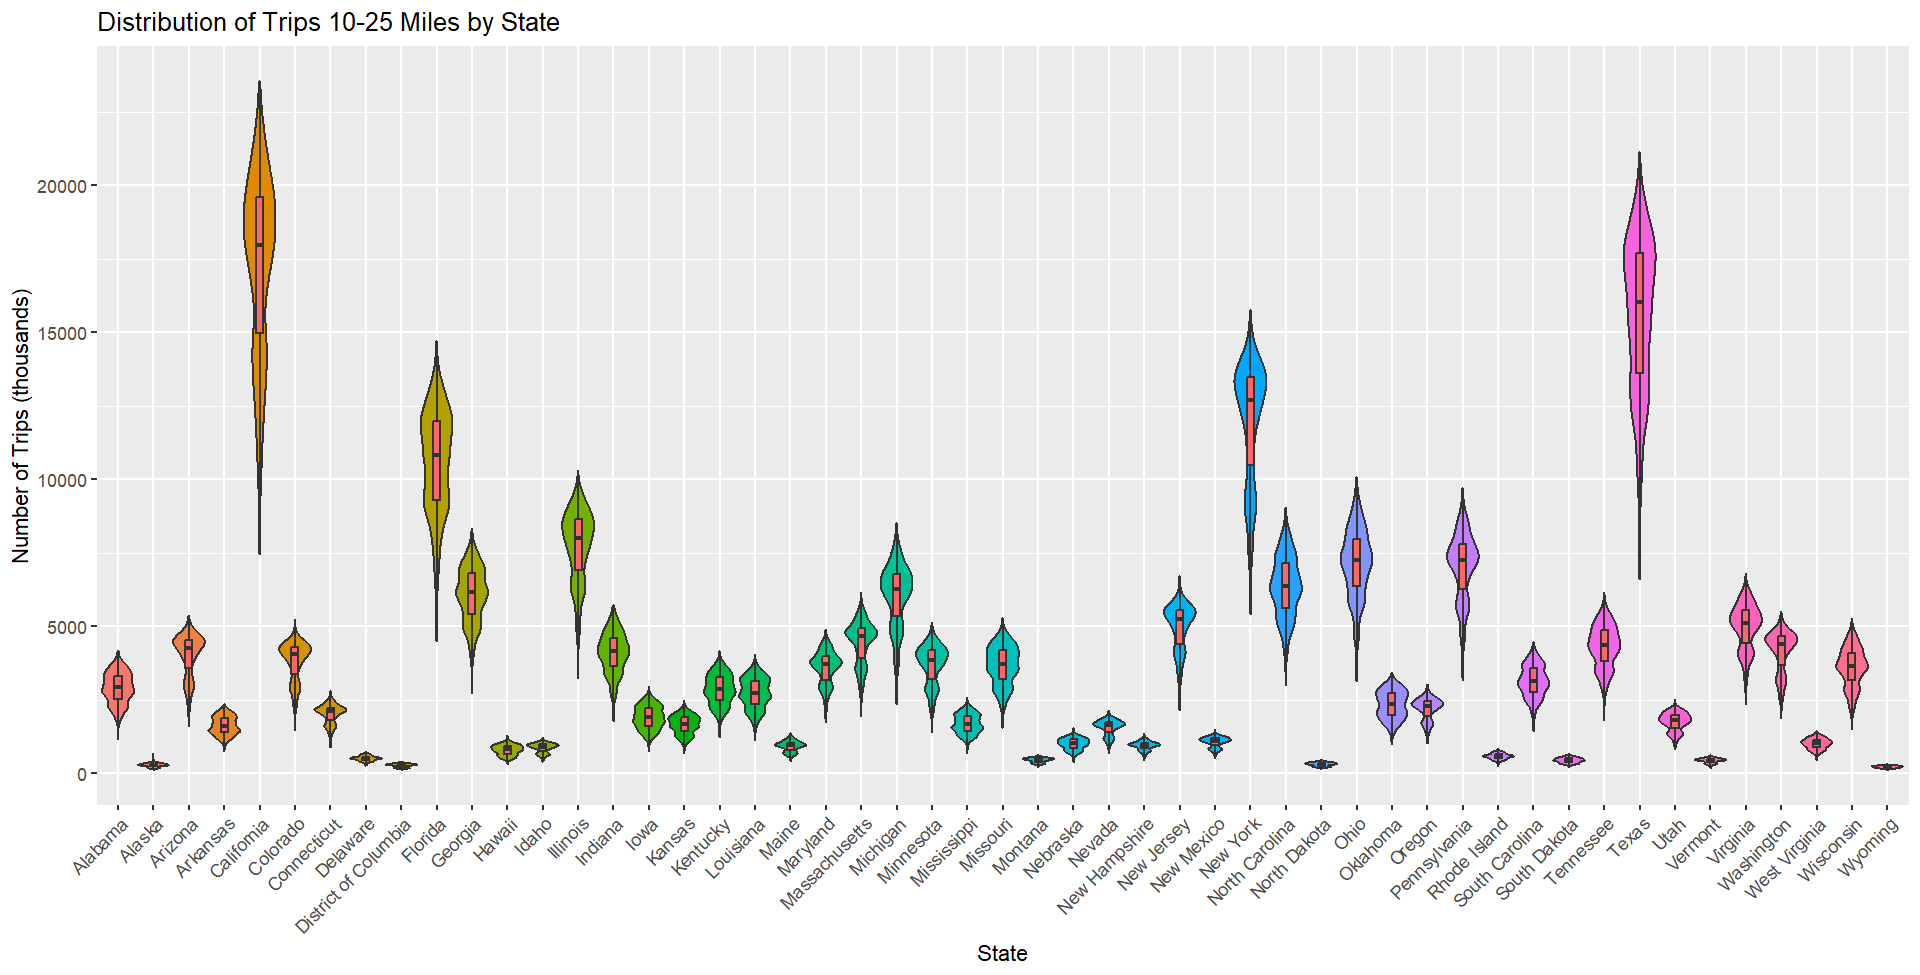 Distribution of Trips 10-25 Miles by State
Number of Trips (thousands)
20000
15000
10000
5000
0
Alabama
Alaska
Arizona
Arkansas
California
Colorado
Connecticut
Delaware
District of Columbia
Florida
Georgia
Hawaii
Idaho
Illinois
Indiana
Iowa
Kansas
Kentucky
Louisiana
Maine
Maryland
Massachusetts
Michigan
Minnesota
Mississippi
Missouri
Montana
Nebraska
Nevada
New Hampshire
New Jersey
New Mexico
New York
North Carolina
North Dakota
Ohio
Oklahoma
Oregon
Pennsylvania
Rhode Island
South Carolina
South Dakota
Tennessee
Texas
Utah
Vermont
Virginia
Washington
West Virginia
Wisconsin
Wyoming
State